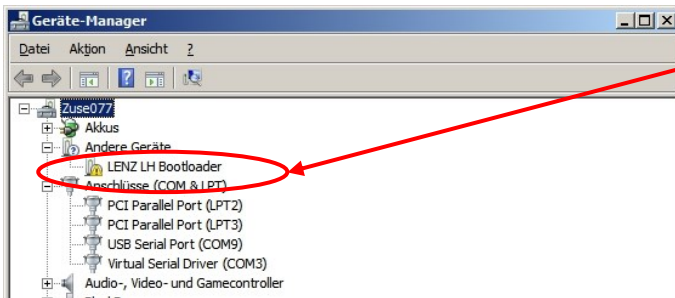 Geräte-Manager
Datei Aktion Ansicht ?
Zuse077
Akkus
Andere Geräte
LENZ LH Bootloader
Anschlüsse (COM & LPT)
PCI Parallel Port (LPT2)
PCI Parallel Port (LPT3)
USB Serial Port (COM9)
Virtual Serial Driver (COM3)
Audio-, Video- und Gamecontroller